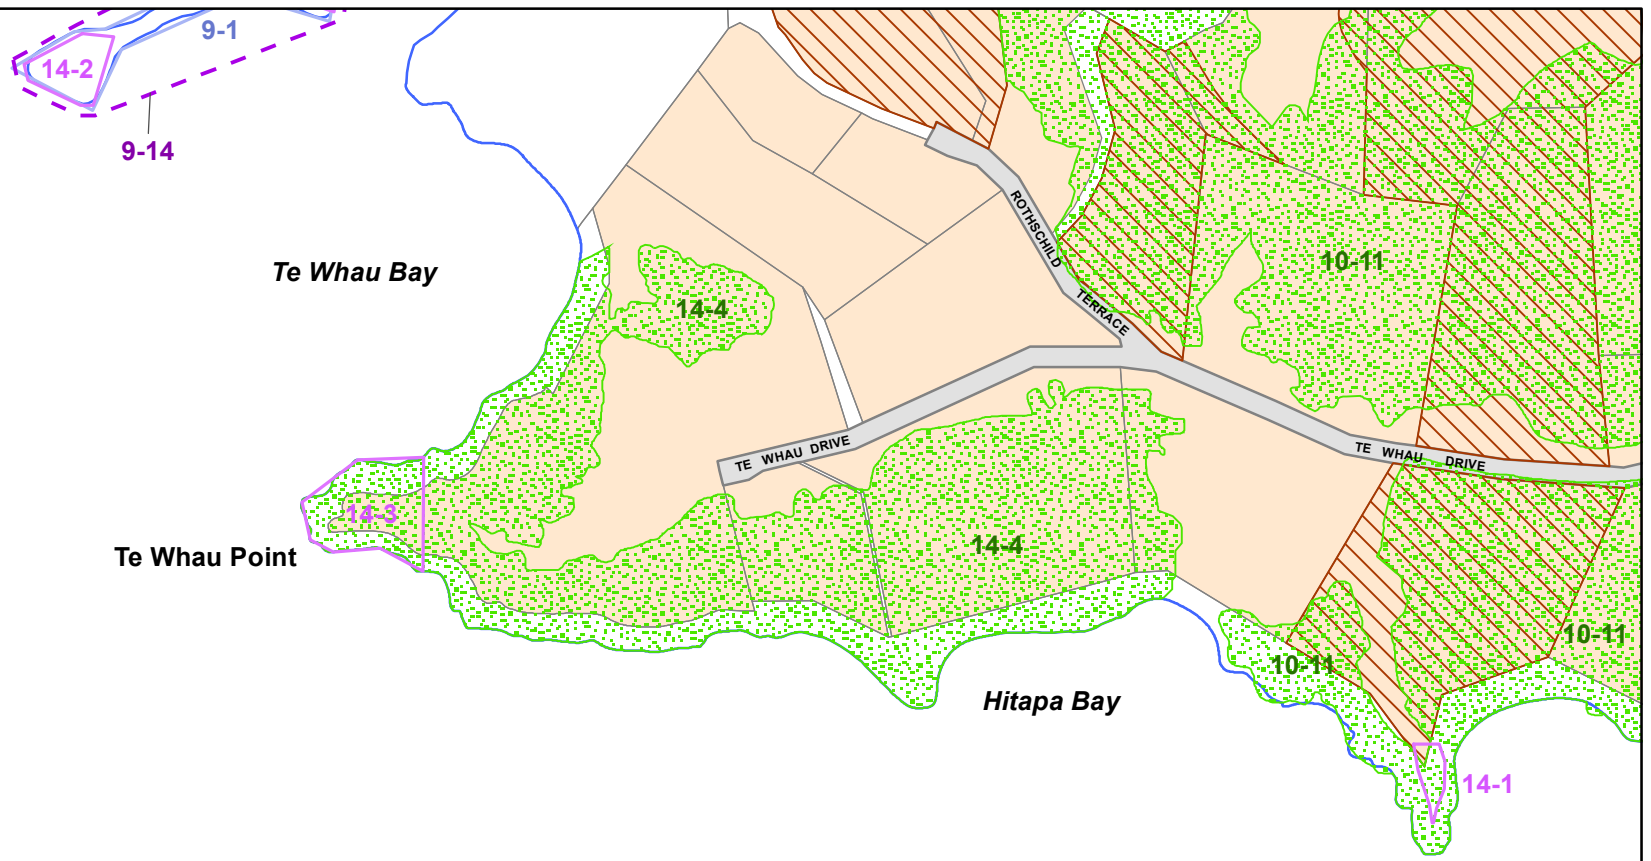 9-1
14-2
9-14
ROTHSCHILD TERRACE
Te Whau Bay
10-11
14-4
TE WHAU DRIVE
TE WHAU DRIVE
14-3
14-4
Te Whau Point
10-11
10-11
Hitapa Bay
14-1